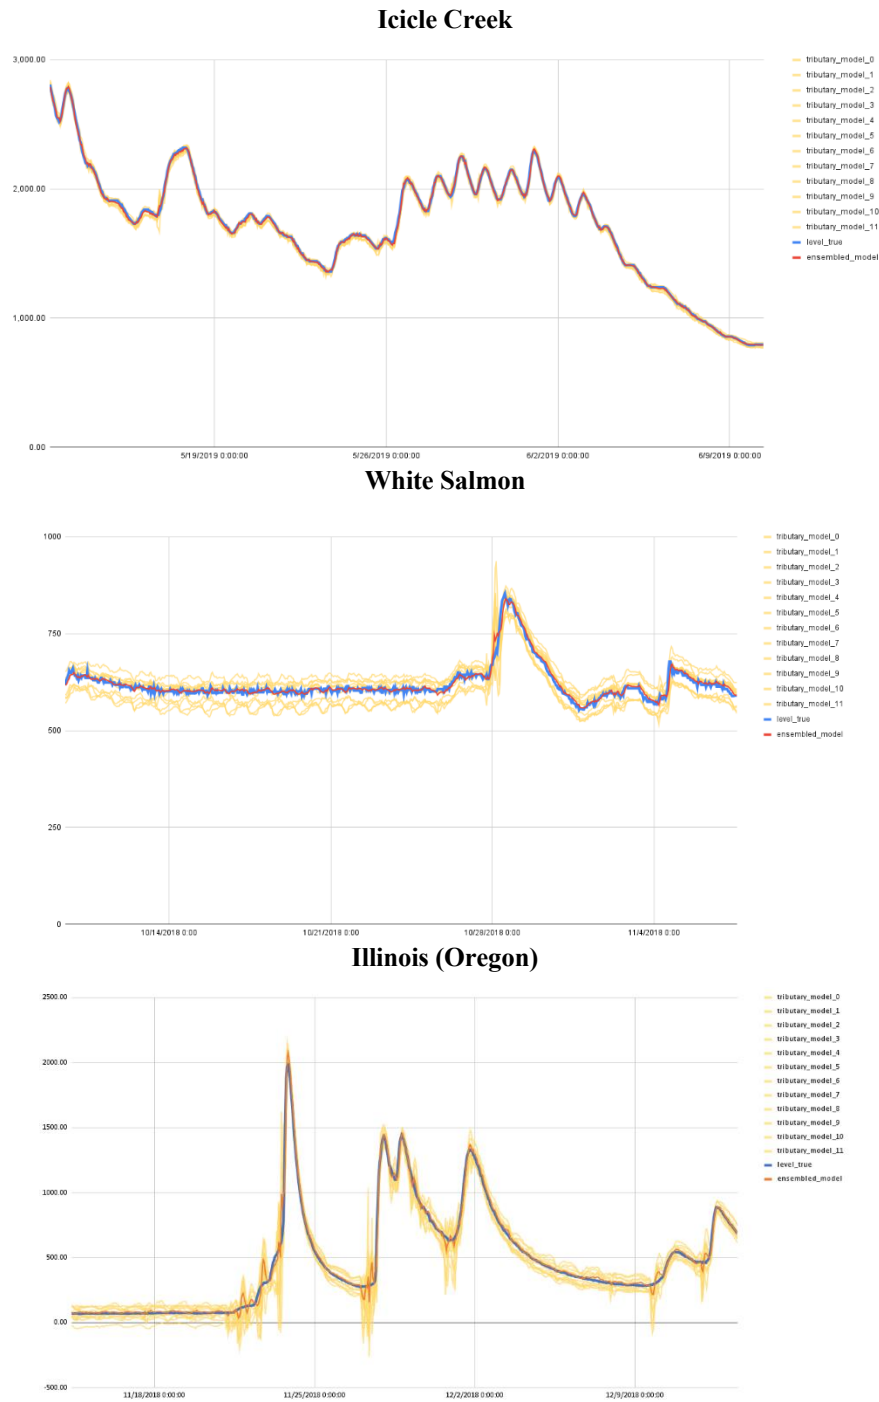 Icicle Creek
3,000.00
2,000.00
1,000.00
0.00
5/19/2019 0:00:00
5/26/2019 0:00:00
6/2/2019 0:00:00
6/9/2019 0:00:00
tributary_model_0
tributary_model_1
tributary_model_2
tributary_model_3
tributary_model_4
tributary_model_5
tributary_model_6
tributary_model_7
tributary_model_8
tributary_model_9
tributary_model_10
tributary_model_11
level_true
ensembled_model
White Salmon
1000
750
500
250
0
10/14/2018 0:00
10/21/2018 0:00
10/28/2018 0:00
11/4/2018 0:00
tributary_model_0
tributary_model_1
tributary_model_2
tributary_model_3
tributary_model_4
tributary_model_5
tributary_model_6
tributary_model_7
tributary_model_8
tributary_model_9
tributary_model_10
tributary_model_11
level_true
ensembled_model
Illinois (Oregon)
2500.00
2000.00
1500.00
1000.00
500.00
0.00
-500.00
11/18/2018 0:00:00
11/25/2018 0:00:00
12/2/2018 0:00:00
12/9/2018 0:00:00
tributary_model_0
tributary_model_1
tributary_model_2
tributary_model_3
tributary_model_4
tributary_model_5
tributary_model_6
tributary_model_7
tributary_model_8
tributary_model_9
tributary_model_10
tributary_model_11
level_true
ensembled_model